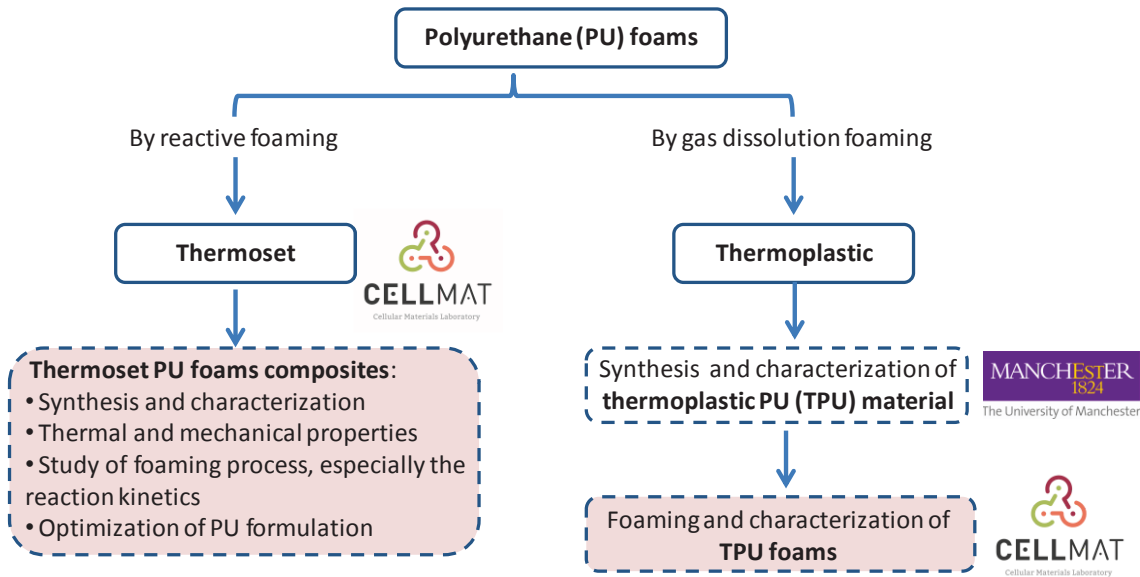 Polyurethane (PU) foams
By reactive foaming
By gas dissolution foaming
Thermoset
Thermoplastic
CELLMAT
Cellular Materials Laboratory
Thermoset PU foams composites:
• Synthesis and characterization
• Thermal and mechanical properties
• Study of foaming process, especially the
reaction kinetics
• Optimization of PU formulation
Synthesis and characterization of
thermoplastic PU (TPU) material
MANCHESTER
1824
The University of Manchester
Foaming and characterization of
TPU foams
CELLMAT
Cellular Materials Laboratory